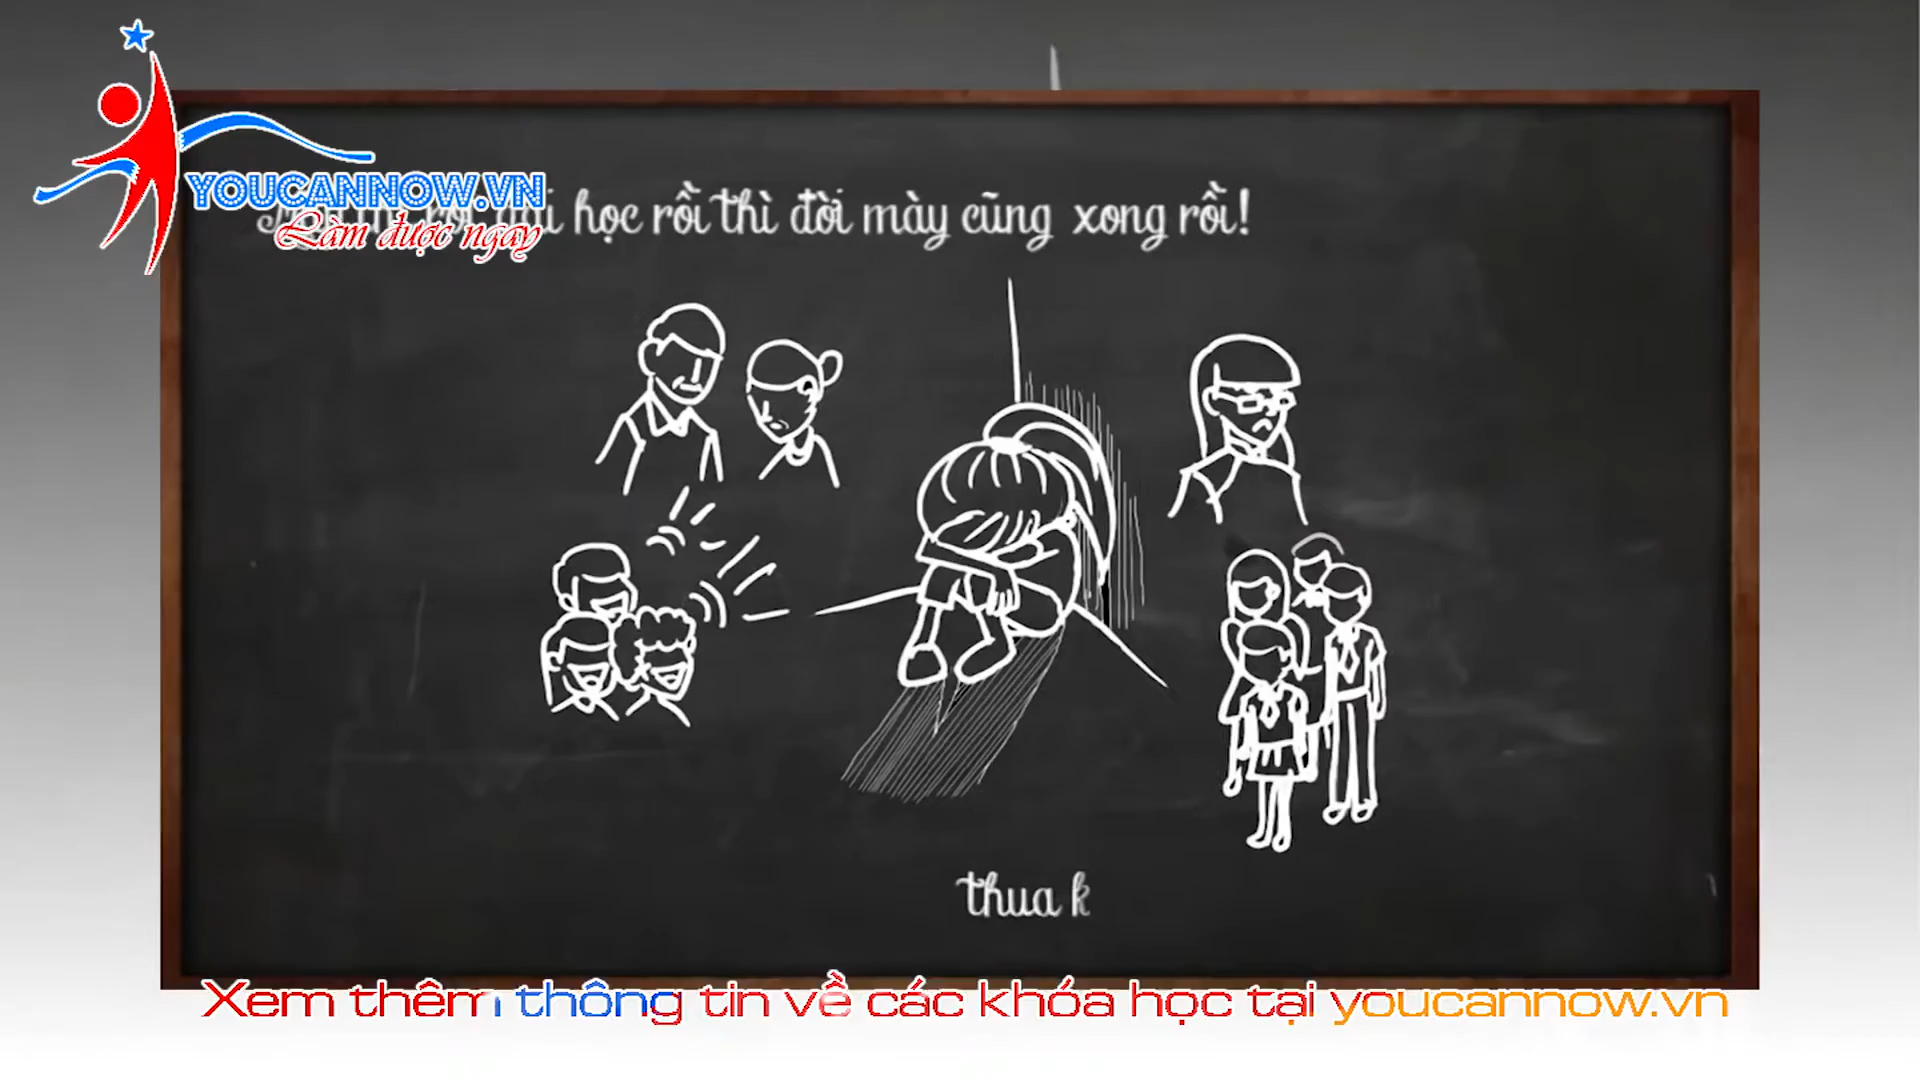 YOUCANNOW.VN
Làm được ngay
học rồi thì đời mày cũng xong rồi!
thua k
Xem thêm thông tin về các khóa học tại youcannow.vn